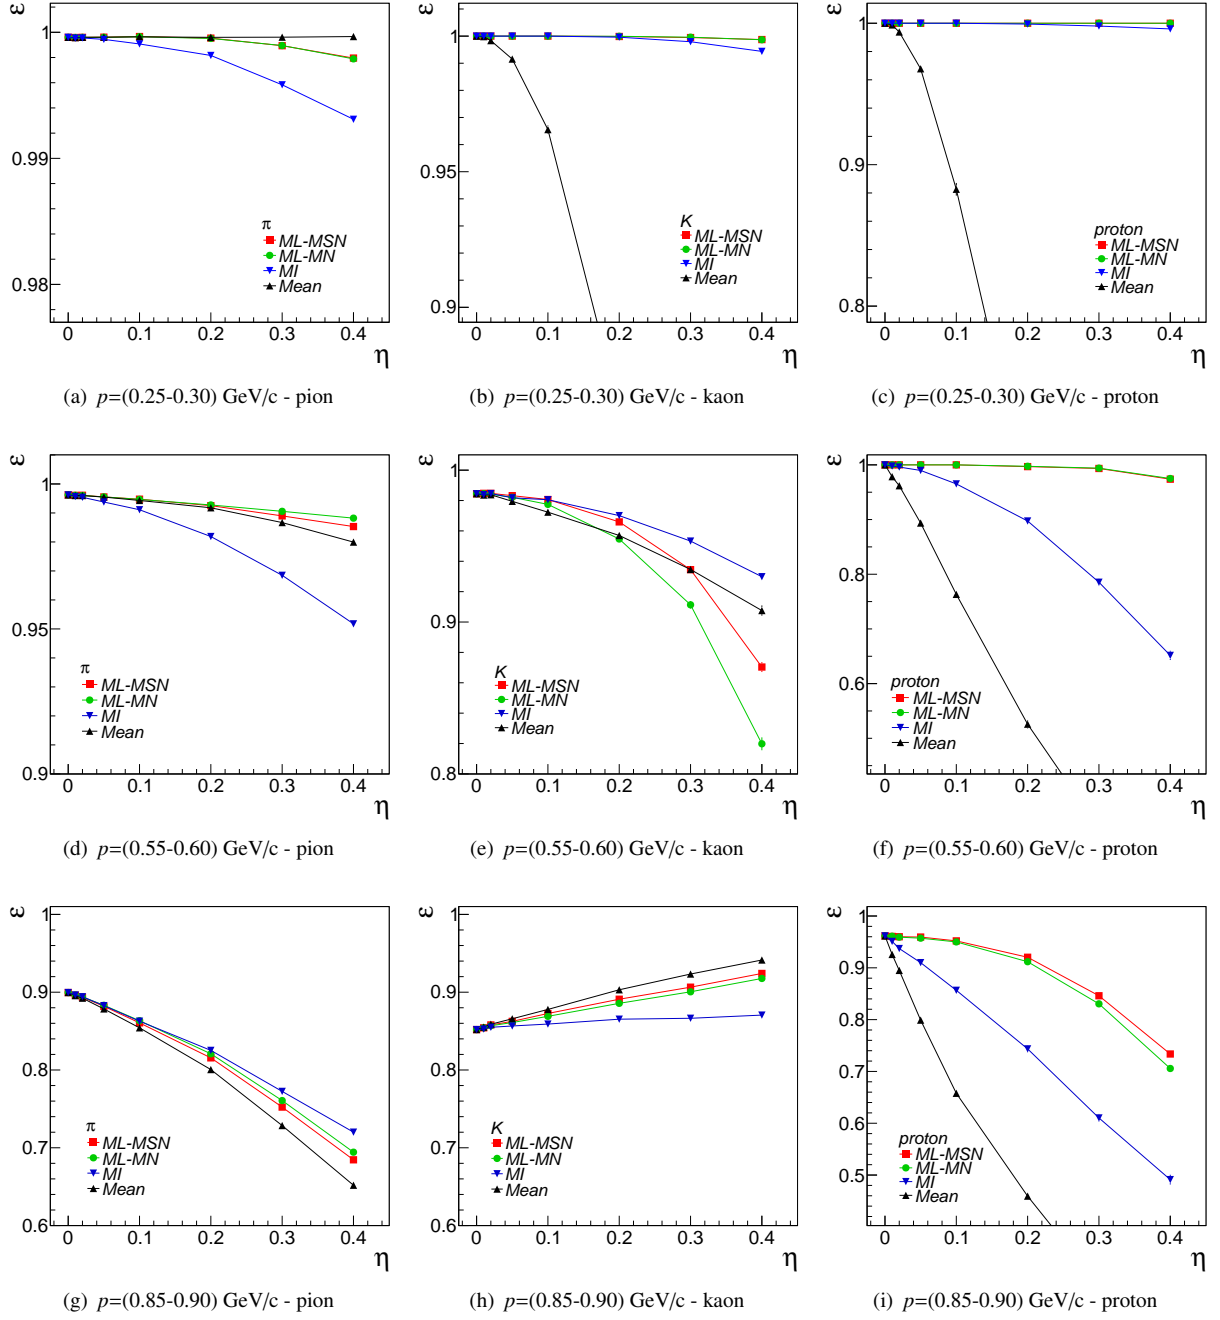 ε
1
0.99
0.98
π
ML-MSN
ML-MN
MI
Mean
0 0.1 0.2 0.3 0.4
η
(a) p=(0.25-0.30) GeV/c - pion
ε
1
0.95
0.9
K
ML-MSN
ML-MN
MI
Mean
0 0.1 0.2 0.3 0.4
η
(b) p=(0.25-0.30) GeV/c - kaon
ε
1
0.9
0.8
proton
ML-MSN
ML-MN
MI
Mean
0 0.1 0.2 0.3 0.4
η
(c) p=(0.25-0.30) GeV/c - proton
ε
1
0.95
0.9
π
ML-MSN
ML-MN
MI
Mean
0 0.1 0.2 0.3 0.4
η
(d) p=(0.55-0.60) GeV/c - pion
ε
1
0.9
0.8
K
ML-MSN
ML-MN
MI
Mean
0 0.1 0.2 0.3 0.4
η
(e) p=(0.55-0.60) GeV/c - kaon
ε
1
0.8
0.6
proton
ML-MSN
ML-MN
MI
Mean
0 0.1 0.2 0.3 0.4
η
(f) p=(0.55-0.60) GeV/c - proton
ε
1
0.9
0.8
0.7
0.6
π
ML-MSN
ML-MN
MI
Mean
0 0.1 0.2 0.3 0.4
η
(g) p=(0.85-0.90) GeV/c - pion
ε
1
0.9
0.8
0.7
0.6
K
ML-MSN
ML-MN
MI
Mean
0 0.1 0.2 0.3 0.4
η
(h) p=(0.85-0.90) GeV/c - kaon
ε
1
0.9
0.8
0.7
0.6
0.5
proton
ML-MSN
ML-MN
MI
Mean
0 0.1 0.2 0.3 0.4
η
(i) p=(0.85-0.90) GeV/c - proton